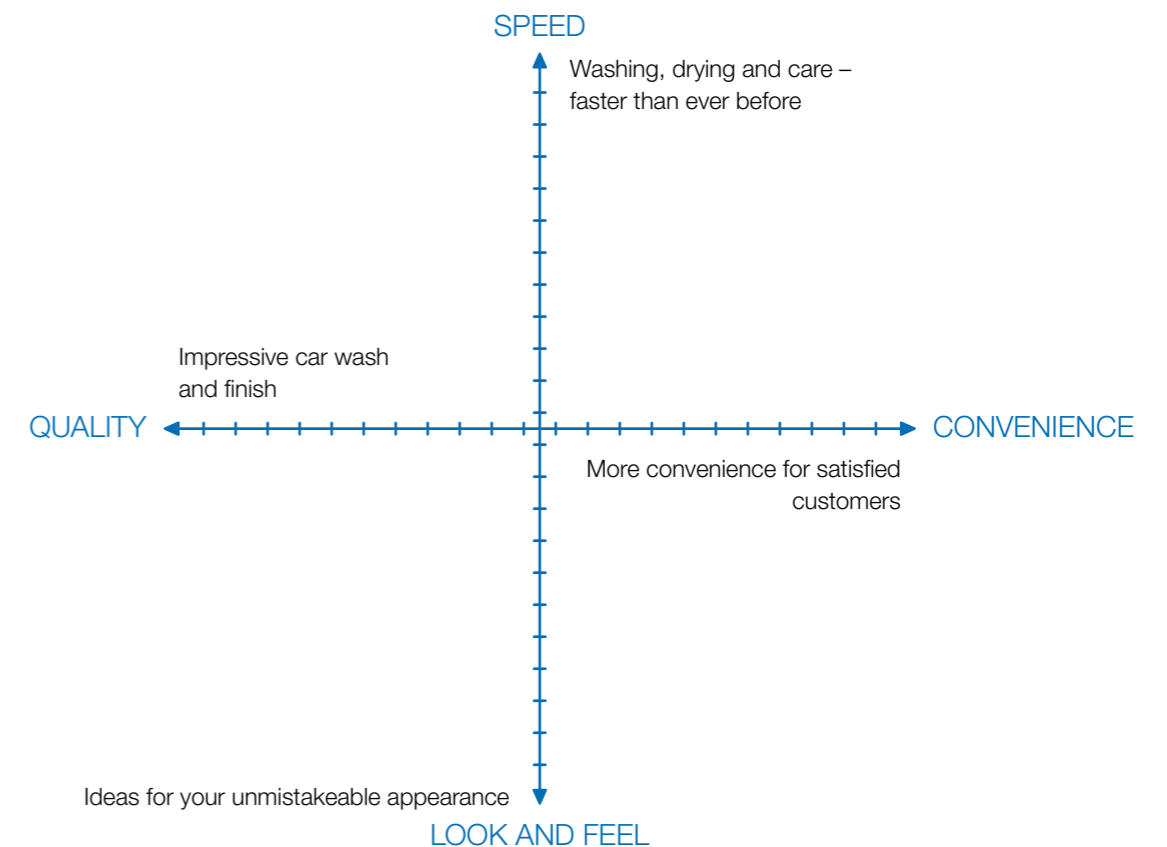 SPEED
Washing, drying and care –
faster than ever before
Impressive car wash
and finish
QUALITY
CONVENIENCE
More convenience for satisfied
customers
Ideas for your unmistakeable appearance
LOOK AND FEEL